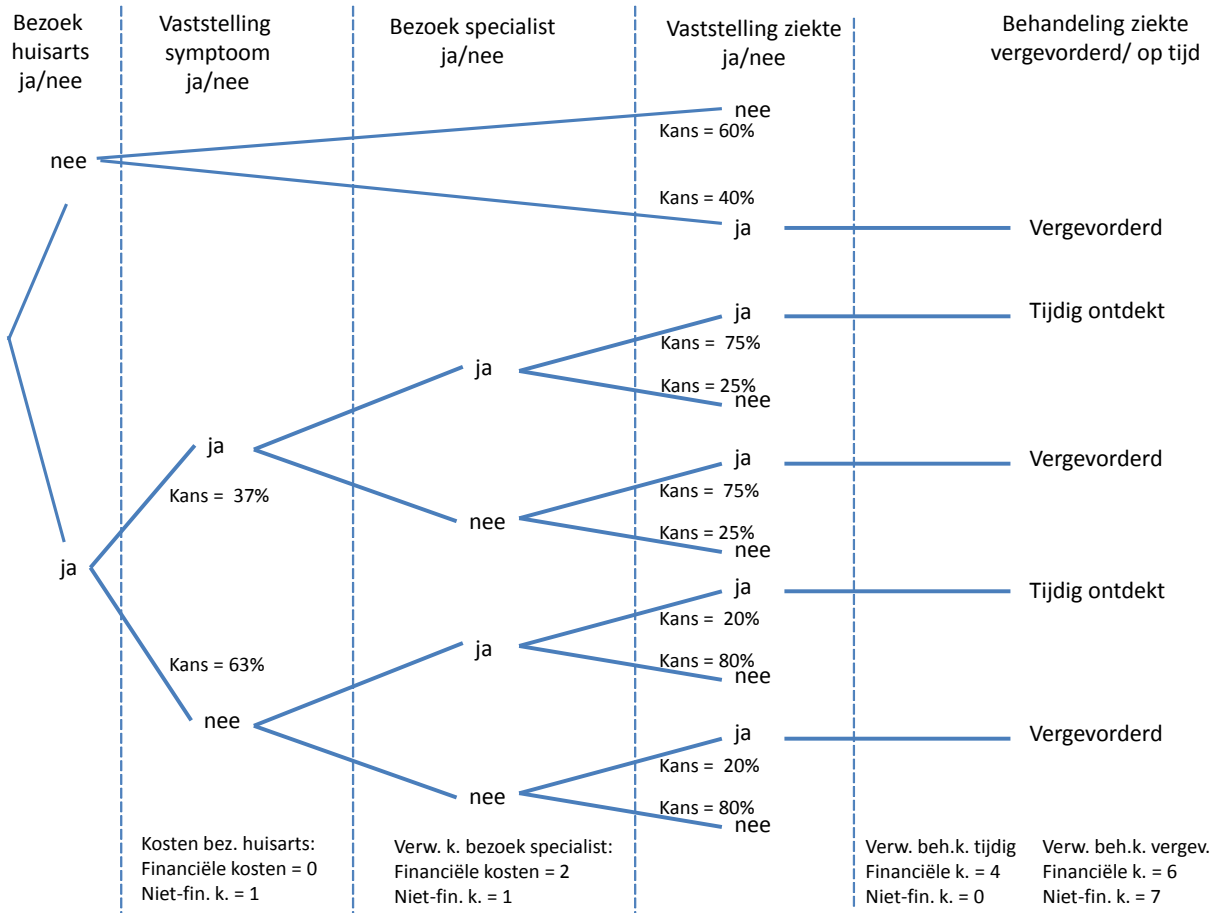 Bezoek
huisarts
ja/nee
Vaststelling
symptoom
ja/nee
Bezoek specialist
ja/nee
Vaststelling ziekte
ja/nee
Behandeling ziekte
vergevorderd/ op tijd
nee
nee
Kans = 60%
Kans = 40%
ja
Vergevorderd
ja
Tijdig ontdekt
Kans = 75%
ja
Kans = 25%
nee
ja
Kans = 37%
ja
Vergevorderd
Kans = 75%
nee
Kans = 25%
nee
ja
ja
Tijdig ontdekt
Kans = 20%
ja
Kans = 80%
nee
Kans = 63%
nee
ja
Vergevorderd
Kans = 20%
nee
Kans = 80%
nee
Kosten bez. huisarts:
Financiële kosten = 0
Niet-fin. k. = 1
Verw. k. bezoek specialist:
Financiële kosten = 2
Niet-fin. k. = 1
Verw. beh.k. tijdig
Financiële k. = 4
Niet-fin. k. = 0
Verw. beh.k. vergev.
Financiële k. = 6
Niet-fin. k. = 7